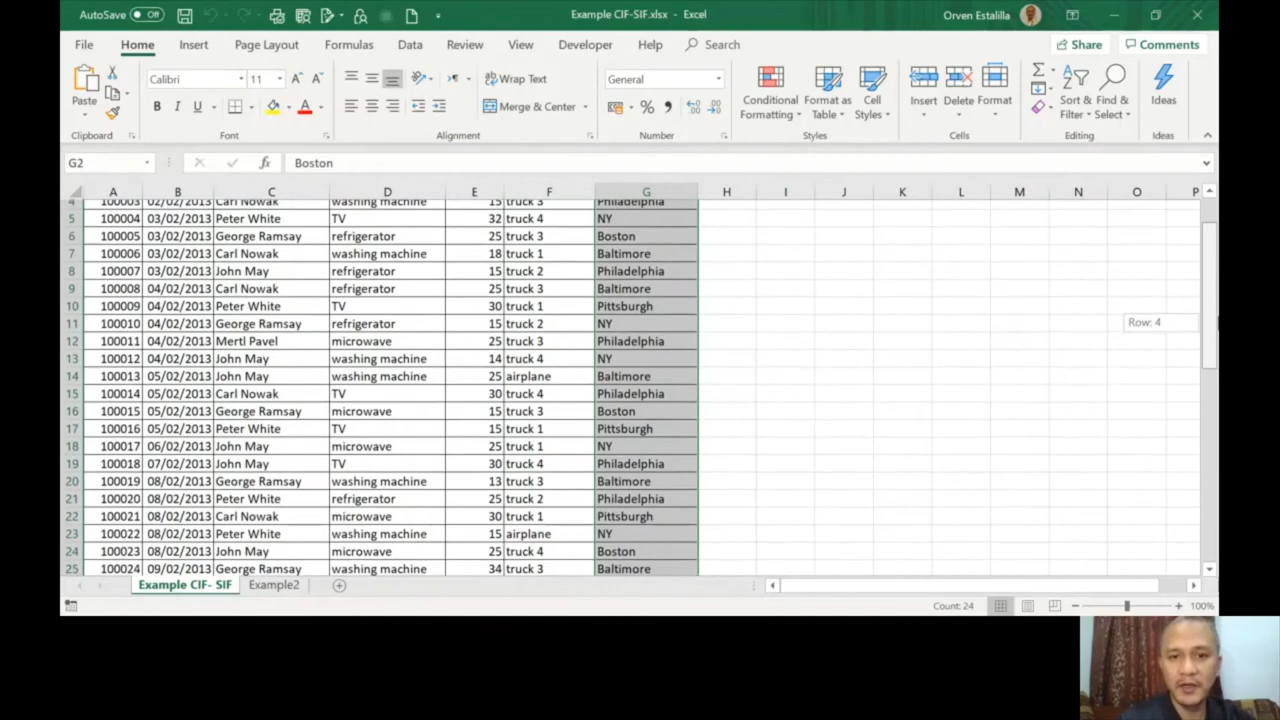 AutoSave Off Example CIF-SIF.xlsx - Excel Orven Estalilla
File Home Insert Page Layout Formulas Data Review View Developer Help Search Share Comments
Calibri 11 Wrap Text General
Paste B I U Merge & Center % Conditional Formatting Format as Table Cell Styles Insert Delete Format Sort & Filter Find & Select Ideas
Clipboard Font Alignment Number Styles Cells Editing Ideas
G2 fx Boston
A B C D E F G H I J K L M N O P
4 100003 02/02/2013 Carl Nowak washing machine 15 truck 3 Philadelphia
5 100004 03/02/2013 Peter White TV 32 truck 4 NY
6 100005 03/02/2013 George Ramsay refrigerator 25 truck 3 Boston
7 100006 03/02/2013 Carl Nowak washing machine 18 truck 1 Baltimore
8 100007 03/02/2013 John May refrigerator 15 truck 2 Philadelphia
9 100008 04/02/2013 Carl Nowak refrigerator 25 truck 3 Baltimore
10 100009 04/02/2013 Peter White TV 30 truck 1 Pittsburgh
11 100010 04/02/2013 George Ramsay refrigerator 15 truck 2 NY
Row: 4
12 100011 04/02/2013 Mertl Pavel microwave 25 truck 3 Philadelphia
13 100012 04/02/2013 John May washing machine 14 truck 4 NY
14 100013 05/02/2013 John May washing machine 25 airplane Baltimore
15 100014 05/02/2013 Carl Nowak TV 30 truck 4 Philadelphia
16 100015 05/02/2013 George Ramsay microwave 15 truck 3 Boston
17 100016 05/02/2013 Peter White TV 15 truck 1 Pittsburgh
18 100017 06/02/2013 John May microwave 25 truck 1 NY
19 100018 07/02/2013 John May TV 30 truck 4 Philadelphia
20 100019 08/02/2013 George Ramsay washing machine 13 truck 3 Baltimore
21 100020 08/02/2013 Peter White refrigerator 25 truck 2 Philadelphia
22 100021 08/02/2013 Carl Nowak microwave 30 truck 1 Pittsburgh
23 100022 08/02/2013 Peter White washing machine 15 airplane NY
24 100023 08/02/2013 John May microwave 25 truck 4 Boston
25 100024 09/02/2013 George Ramsay washing machine 34 truck 3 Baltimore
Example CIF- SIF Example2
Count: 24 100%